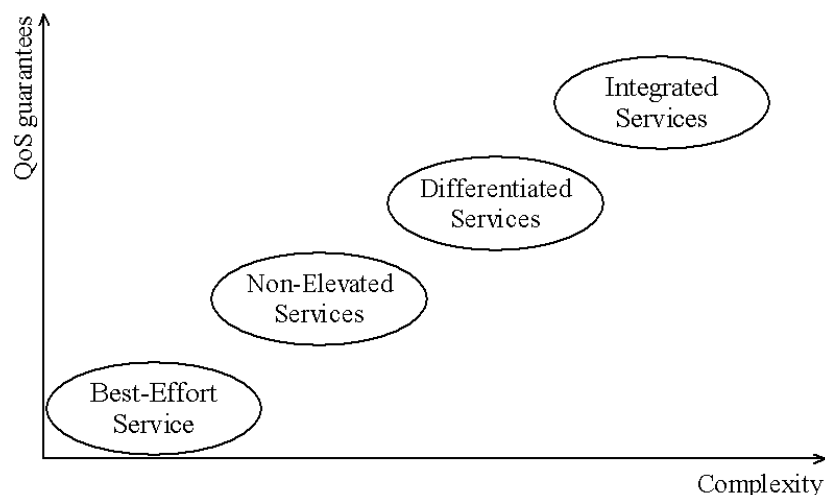 QoS guarantees
Integrated
Services
Differentiated
Services
Non-Elevated
Services
Best-Effort
Service
Complexity